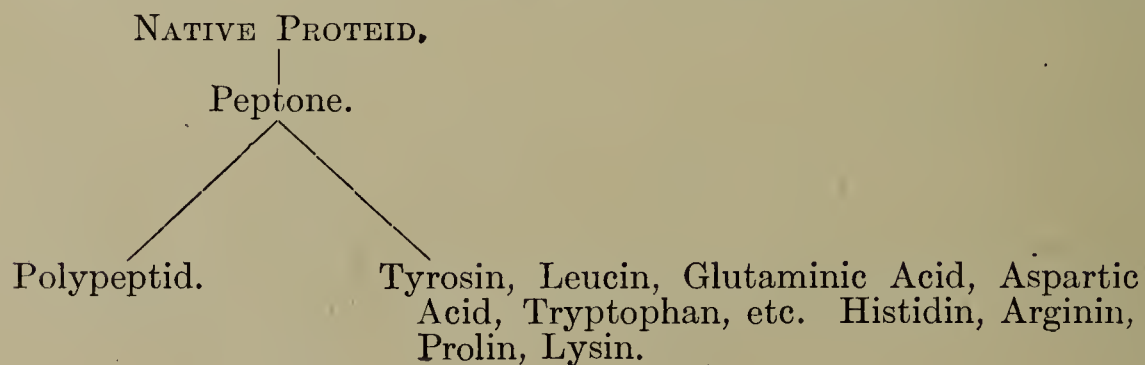 NATIVE PROTEID.
Peptone.
Polypeptid.
Tyrosin, Leucin, Glutaminic Acid, Aspartic
Acid, Tryptophan, etc. Histidin, Arginin,
Prolin, Lysin.